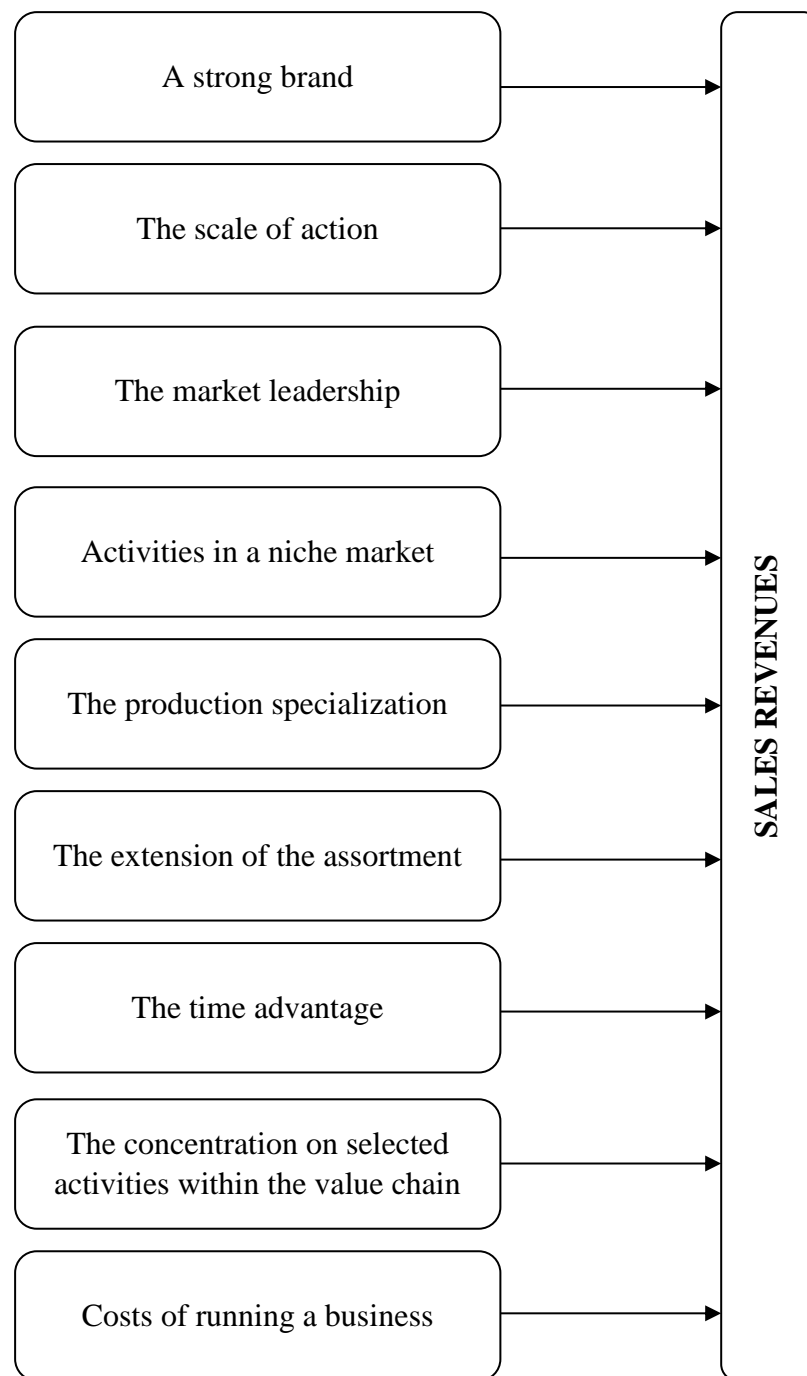 A strong brand
The scale of action
The market leadership
Activities in a niche market
The production specialization
The extension of the assortment
The time advantage
The concentration on selected
activities within the value chain
Costs of running a business
SALES REVENUES